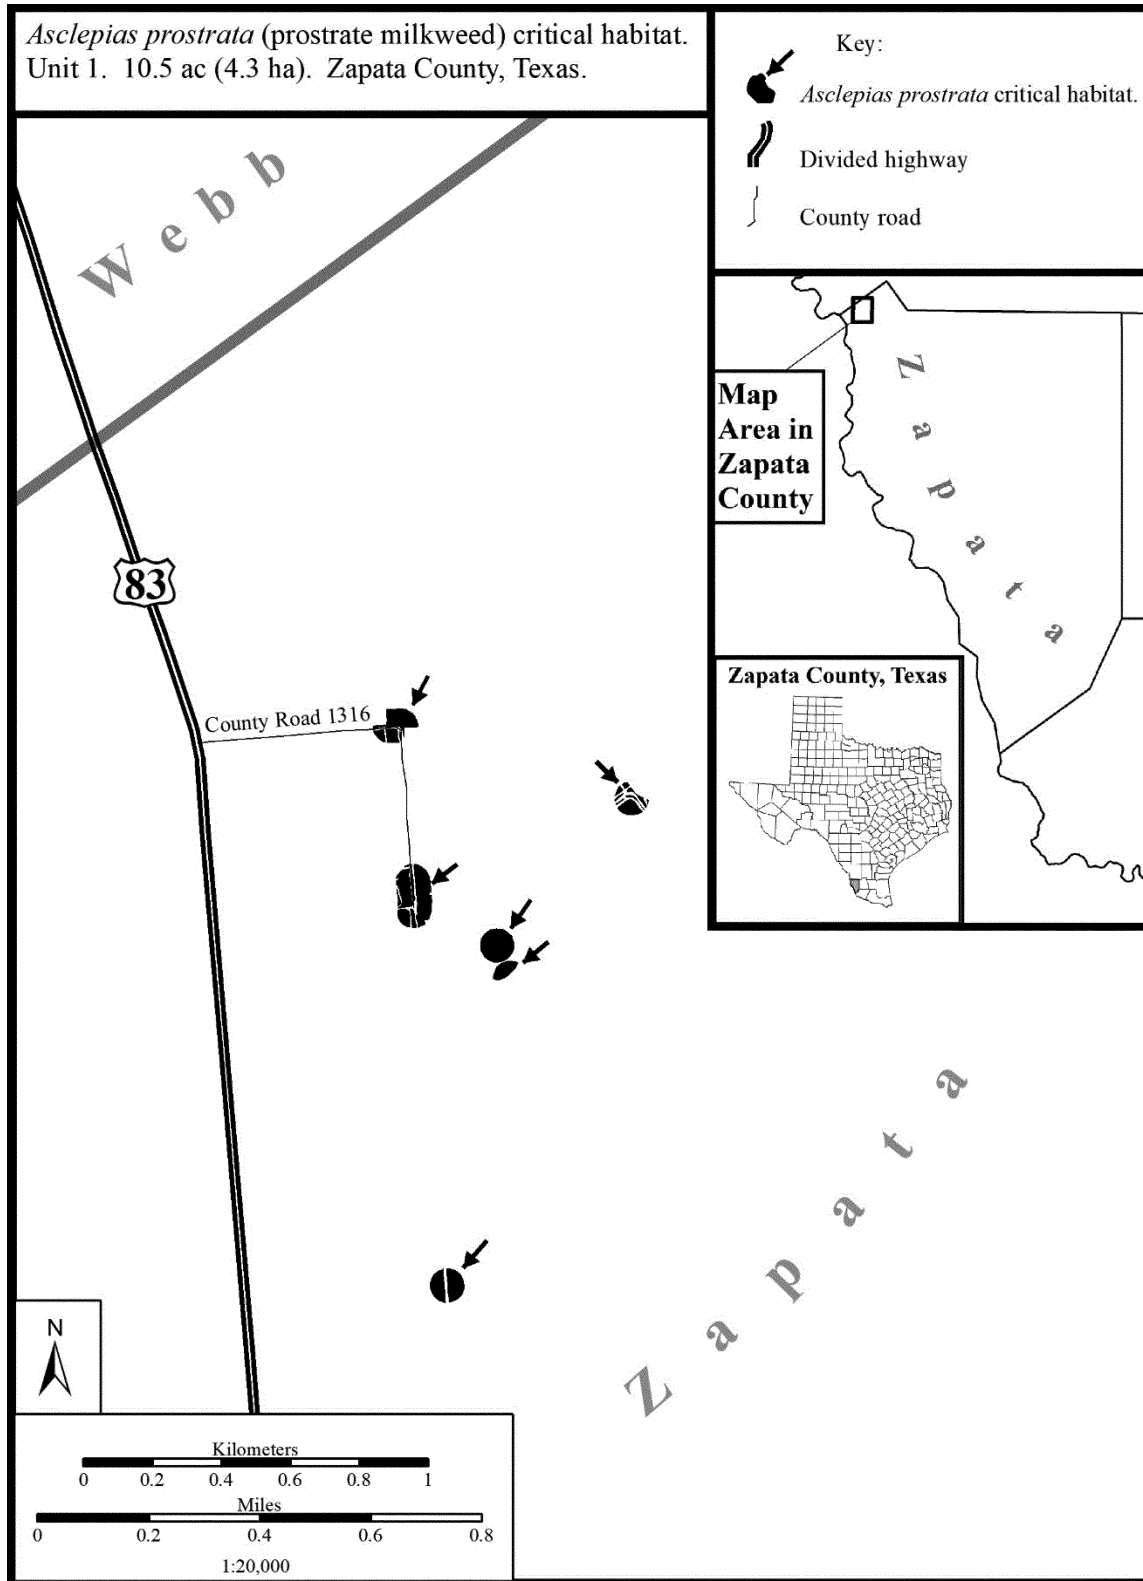 Asclepias prostrata (prostrate milkweed) critical habitat.
Unit 1.  10.5 ac (4.3 ha).  Zapata County, Texas.
Key:
Asclepias prostrata critical habitat.
Divided highway
County road
Webb
83
County Road 1316
Zapata
Map
Area in
Zapata
County
Zapata
Zapata County, Texas
N
Kilometers
0 0.2 0.4 0.6 0.8 1
Miles
0 0.2 0.4 0.6 0.8
1:20,000